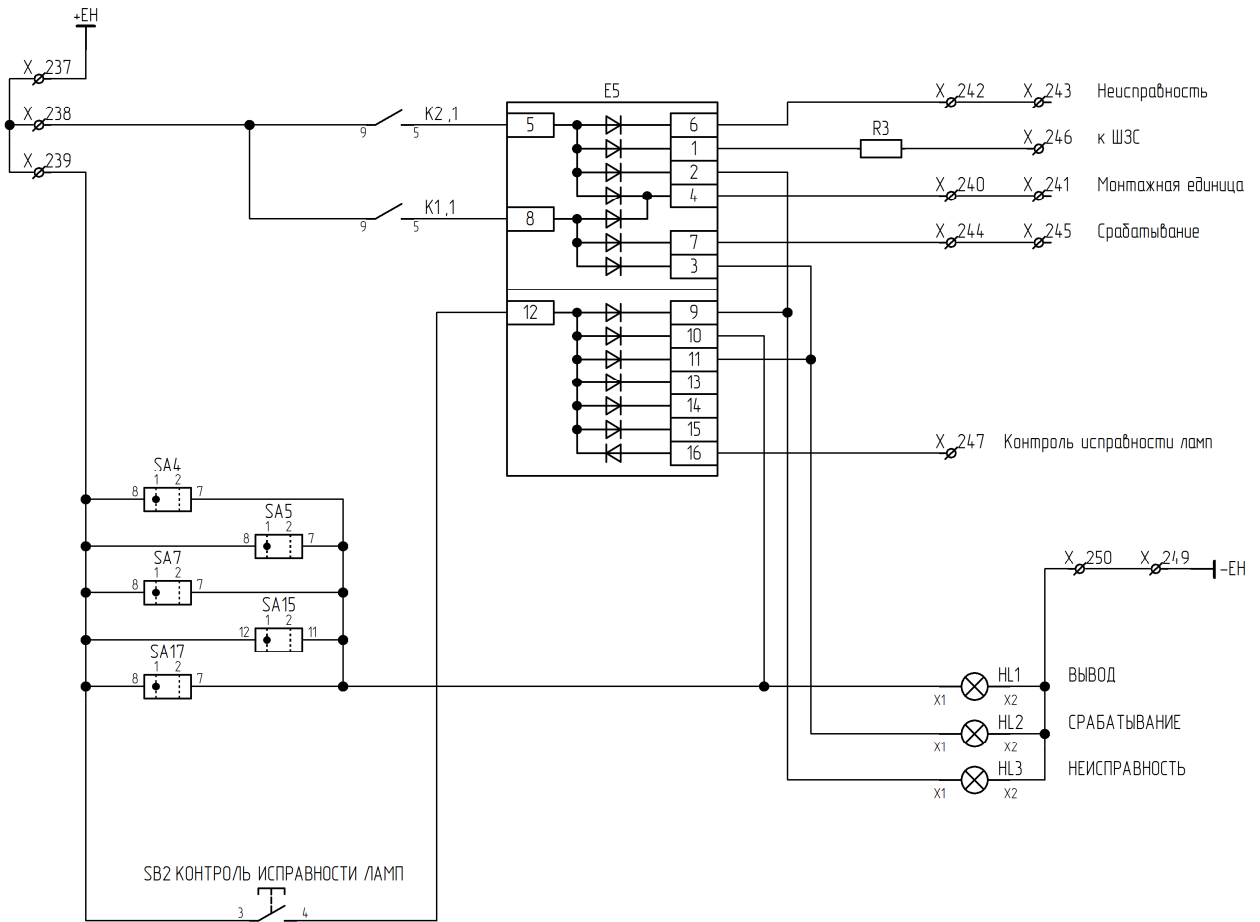 +EH
X 237
X 238
X 239
9 K2,1 5
9 K1,1 5
E5
5 6
1
2
4
8
7
3
12 9
10
11
13
14
15
16
X 242 X 243 Неисправность
R3 X 246 к ШЗС
X 240 X 241 Монтажная единица
X 244 X 245 Срабатывание
X 247 Контроль исправности ламп
SA4
1 2
8 7
SA5
1 2
8 7
SA7
1 2
8 7
SA15
1 2
12 11
SA17
1 2
8 7
X 250 X 249 -EH
HL1 ВЫВОД
X1 X2
HL2 СРАБАТЫВАНИЕ
X1 X2
HL3 НЕИСПРАВНОСТЬ
X1 X2
SB2 КОНТРОЛЬ ИСПРАВНОСТИ ЛАМП
3 4